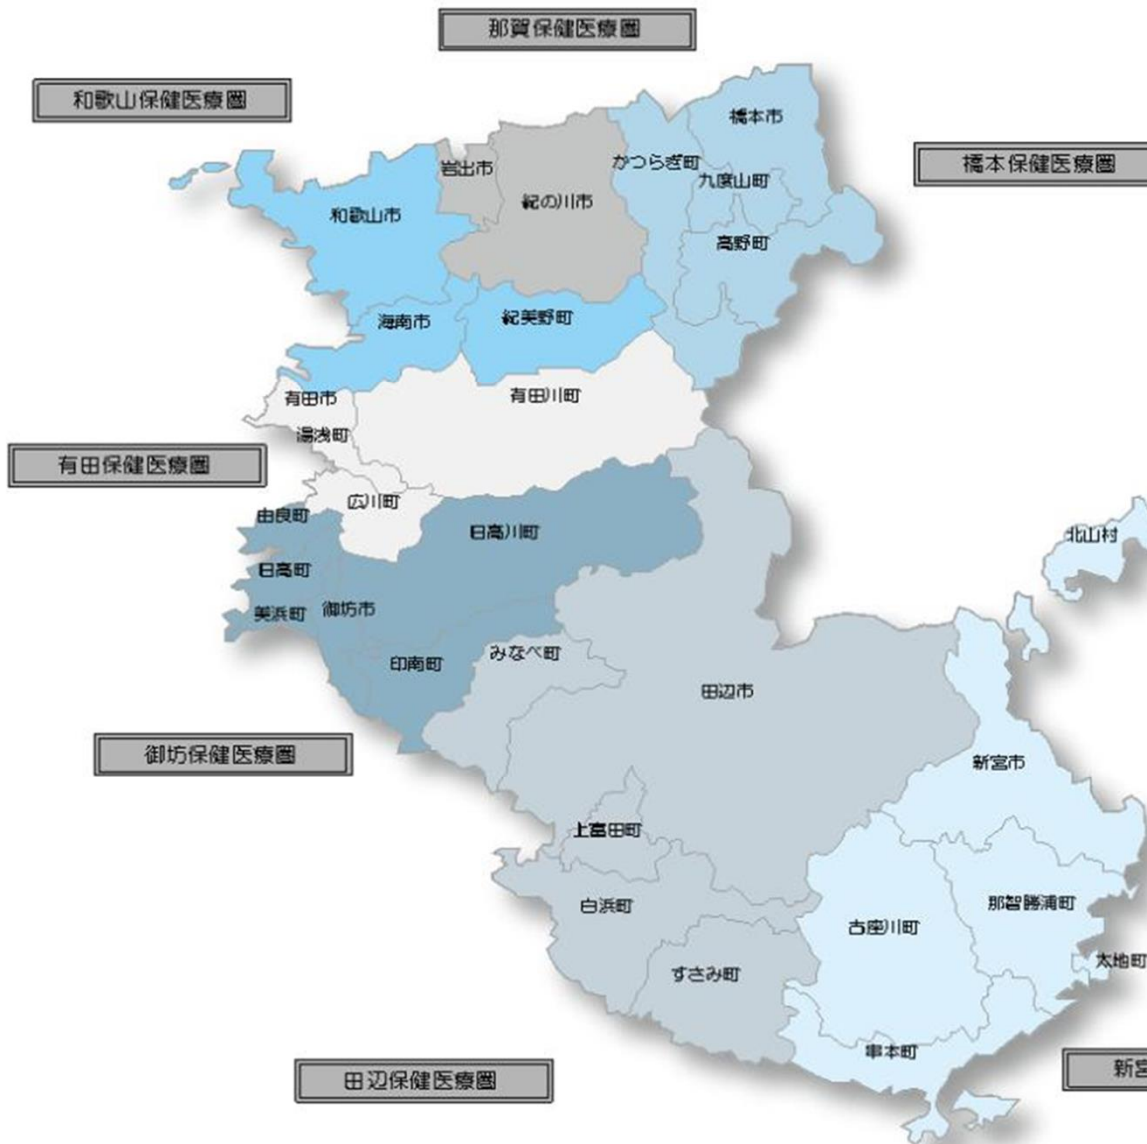 那賀保健医療圏
和歌山保健医療圏
橋本市
橋本保健医療圏
かつらぎ町
岩出市
九度山町
紀の川市
和歌山市
高野町
海南市
紀美野町
有田川町
有田市
湯浅町
有田保健医療圏
広川町
由良町
日高川町
北山村
日高町
美浜町
御坊市
みなべ町
印南町
田辺市
御坊保健医療圏
新宮市
上富田町
那智勝浦町
白浜町
古座川町
太地町
すさみ町
串本町
新宮
田辺保健医療圏